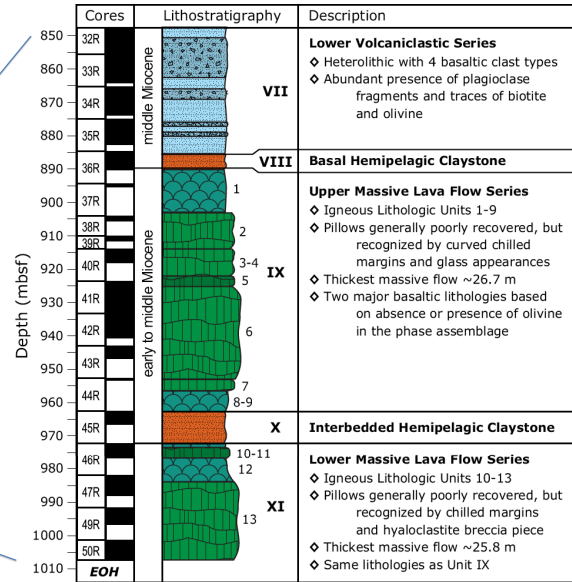 Cores
Lithostratigraphy
Description
Depth (mbsf)
850
860
870
880
890
900
910
920
930
940
950
960
970
980
990
1000
1010
32R
33R
34R
35R
36R
37R
38R
39R
40R
41R
42R
43R
44R
45R
46R
47R
49R
50R
EOH
middle Miocene
early to middle Miocene
1
2
3-4
5
6
7
8-9
10-11
12
13
VII
VIII
IX
X
XI
Lower Volcaniclastic Series
◊ Heterolithic with 4 basaltic clast types
◊ Abundant presence of plagioclase
fragments and traces of biotite
and olivine
Basal Hemipelagic Claystone
Upper Massive Lava Flow Series
◊ Igneous Lithologic Units 1-9
◊ Pillows generally poorly recovered, but
recognized by curved chilled
margins and glass appearances
◊ Thickest massive flow ~26.7 m
◊ Two major basaltic lithologies based
on absence or presence of olivine
in the phase assemblage
Interbedded Hemipelagic Claystone
Lower Massive Lava Flow Series
◊ Igneous Lithologic Units 10-13
◊ Pillows generally poorly recovered, but
recognized by chilled margins
and hyaloclastite breccia piece
◊ Thickest massive flow ~25.8 m
◊ Same lithologies as Unit IX